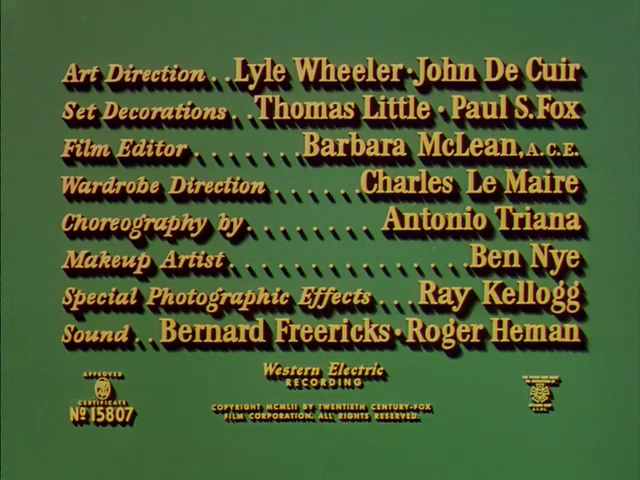 Art Direction . . Lyle Wheeler · John De Cuir
Set Decorations . . Thomas Little · Paul S. Fox
Film Editor . . . . . . . Barbara McLean, A.C.E.
Wardrobe Direction . . . . . . Charles Le Maire
Choreography by . . . . . . . . Antonio Triana
Makeup Artist . . . . . . . . . . . . . . Ben Nye
Special Photographic Effects . . . Ray Kellogg
Sound . . Bernard Freericks · Roger Heman
Western Electric
RECORDING
APPROVED
CERTIFICATE
No 15807
COPYRIGHT MCMLII BY TWENTIETH CENTURY-FOX
FILM CORPORATION. ALL RIGHTS RESERVED.